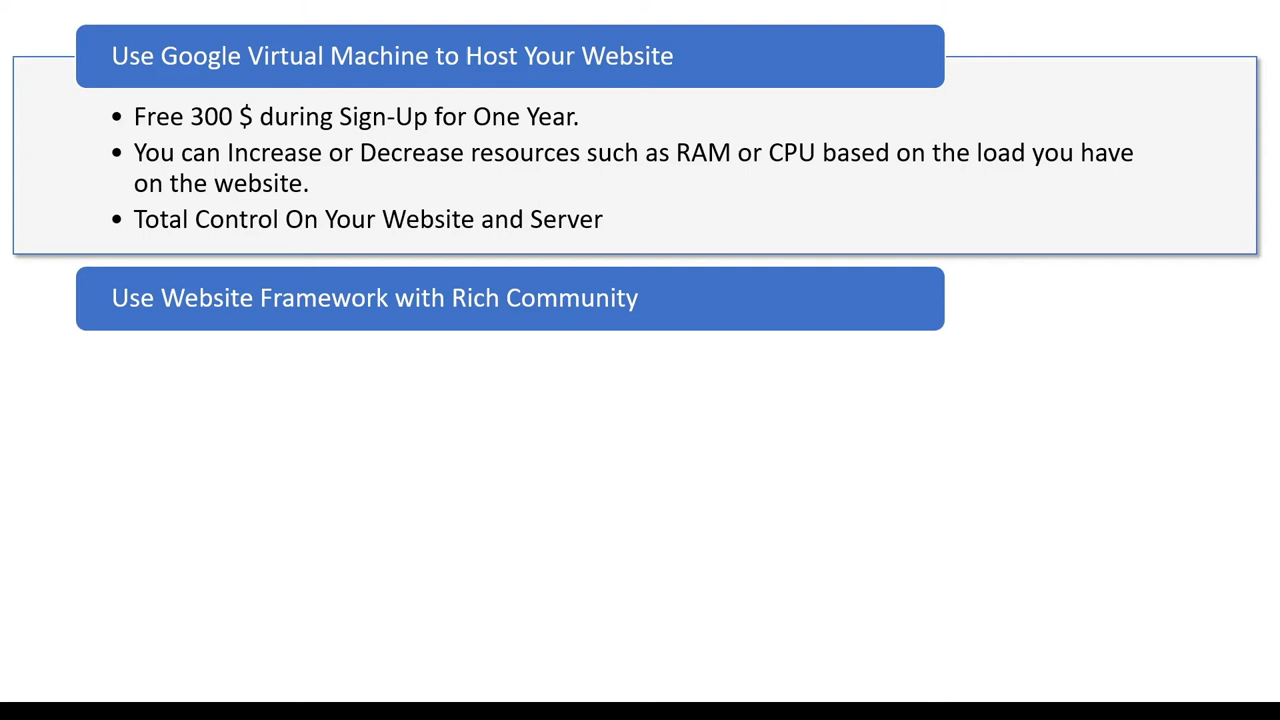 Use Google Virtual Machine to Host Your Website
• Free 300 $ during Sign-Up for One Year.
• You can Increase or Decrease resources such as RAM or CPU based on the load you have
on the website.
• Total Control On Your Website and Server
Use Website Framework with Rich Community